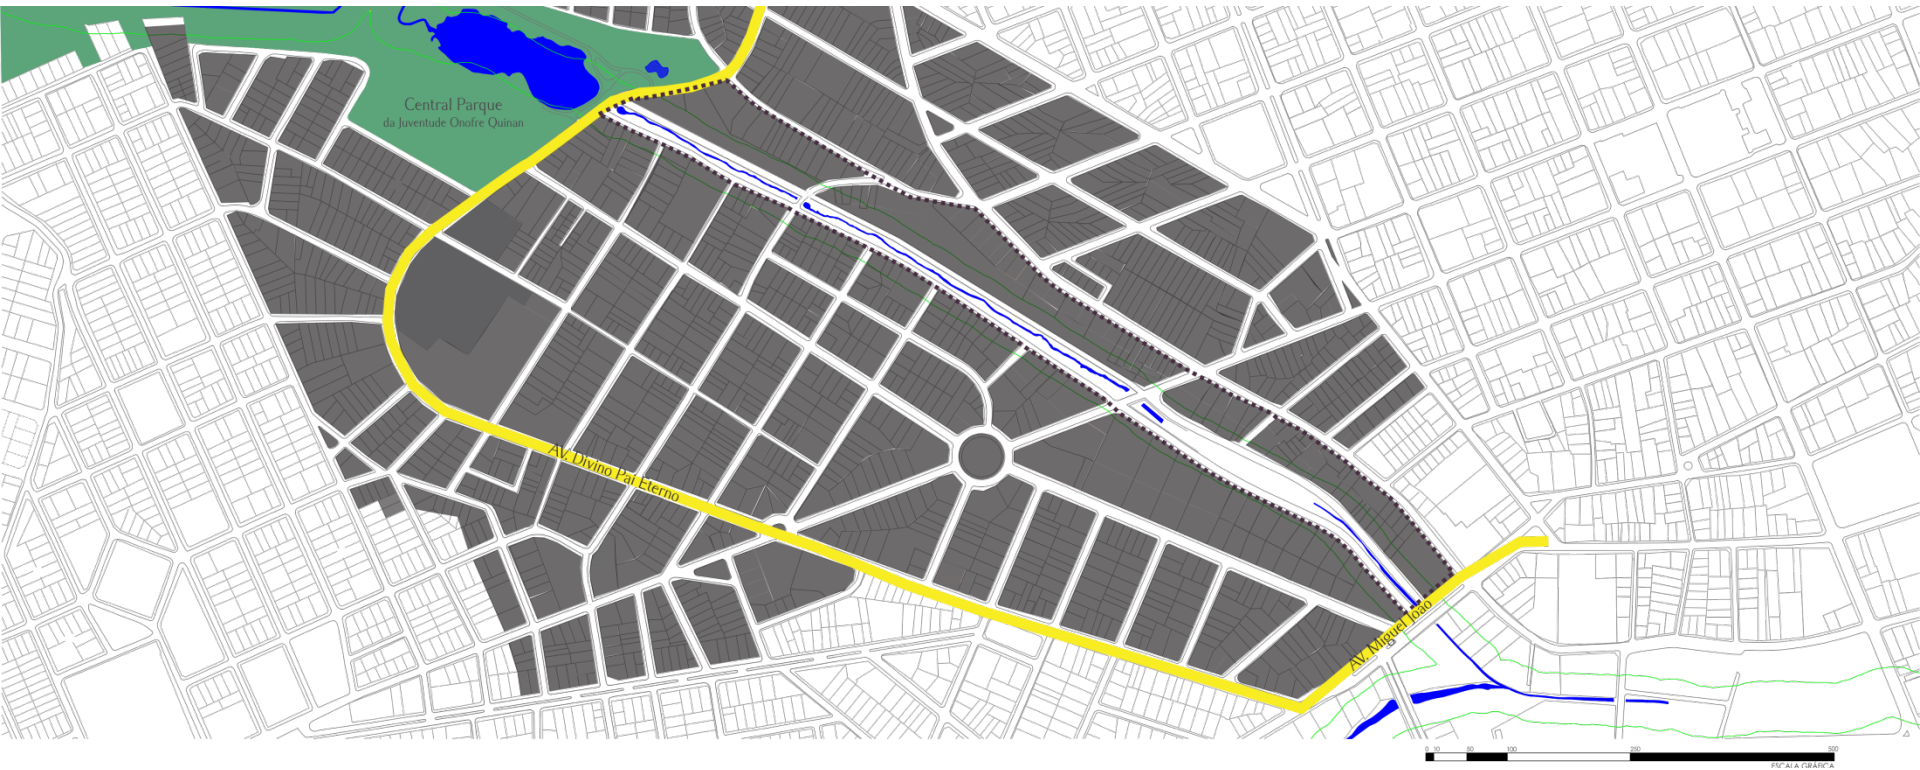 Central Parque
da Juventude Onofre Quinan
AV. Divino Pai Eterno
AV. Miguel João
0 10 50 100 250 500
ESCALA GRÁFICA